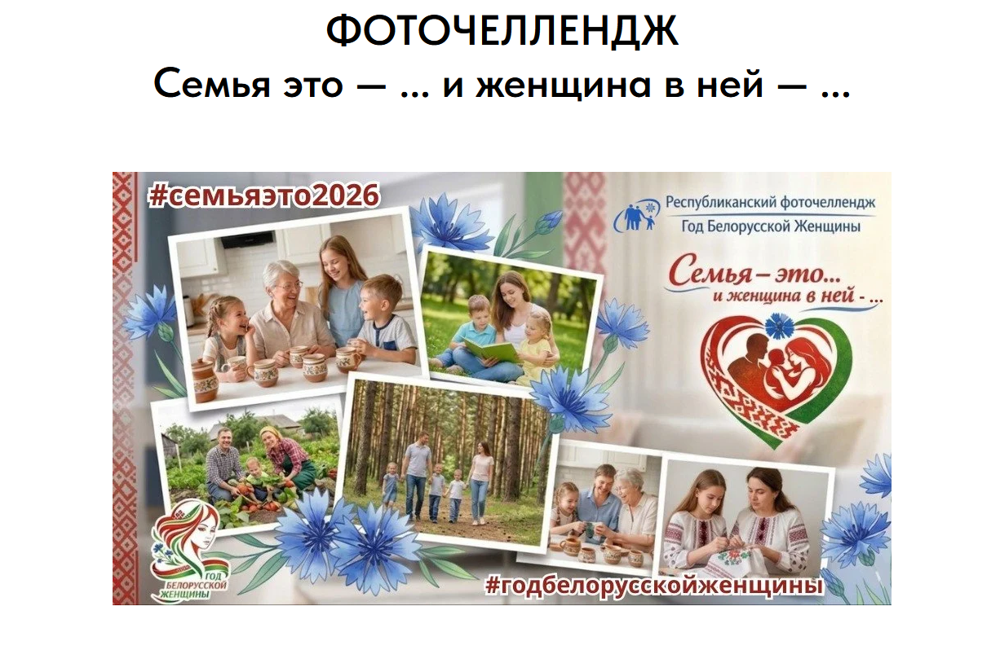 ФОТОЧЕЛЛЕНДЖ
Семья это — ... и женщина в ней — ...
#семьяэто2026
Республиканский фоточеллендж
Год Белорусской Женщины
Семья – это...
и женщина в ней - ...
ГОД
БЕЛОРУССКОЙ
ЖЕНЩИНЫ
#годбелорусскойженщины